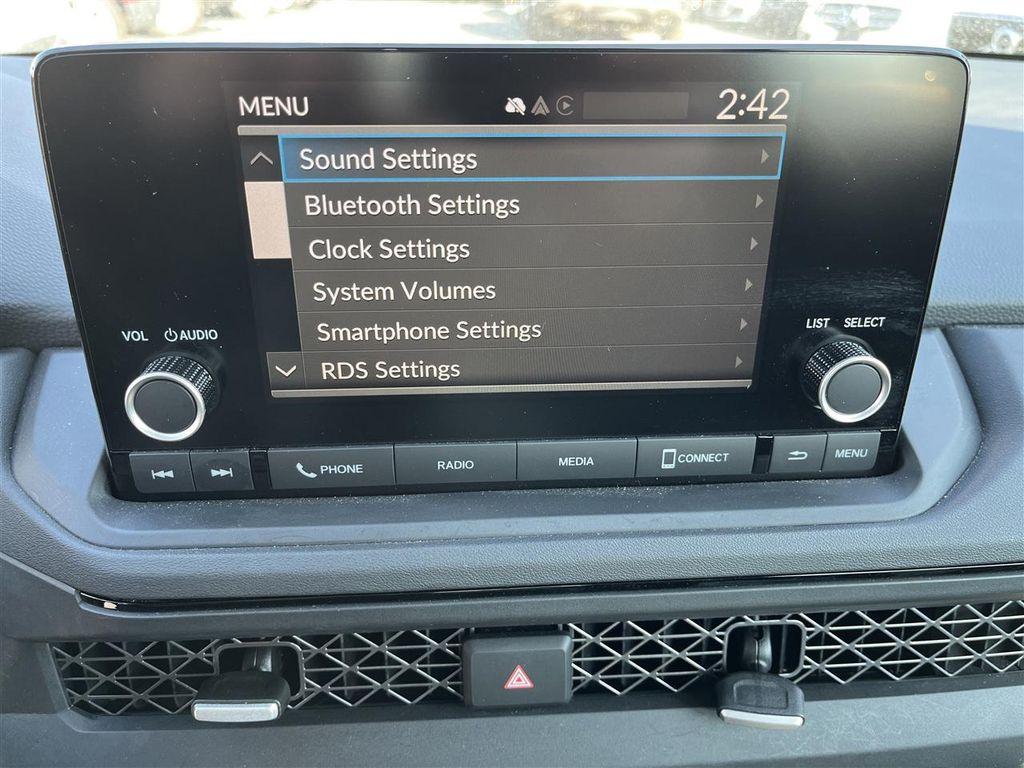 MENU 2:42
Sound Settings
Bluetooth Settings
Clock Settings
System Volumes
Smartphone Settings
RDS Settings
VOL AUDIO
LIST SELECT
PHONE RADIO MEDIA CONNECT MENU